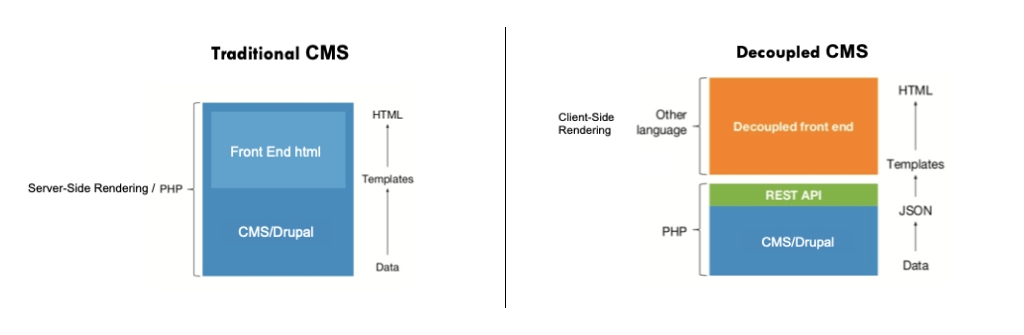 Traditional CMS
Server-Side Rendering / PHP
Front End html
CMS/Drupal
HTML
Templates
Data
Decoupled CMS
Client-Side
Rendering
Other
language
PHP
Decoupled front end
REST API
CMS/Drupal
HTML
Templates
JSON
Data